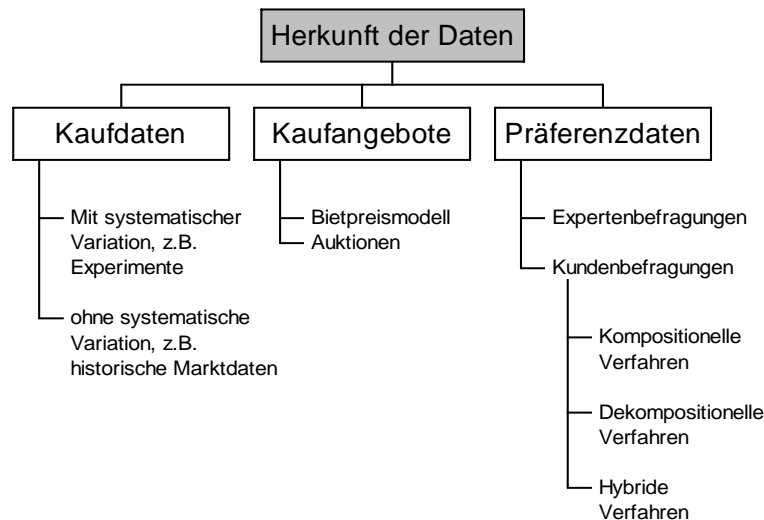 Herkunft der Daten
Kaufdaten
Mit systematischer
Variation, z.B.
Experimente
ohne systematische
Variation, z.B.
historische Marktdaten
Kaufangebote
Bietpreismodell
Auktionen
Präferenzdaten
Expertenbefragungen
Kundenbefragungen
Kompositionelle
Verfahren
Dekompositionelle
Verfahren
Hybride
Verfahren